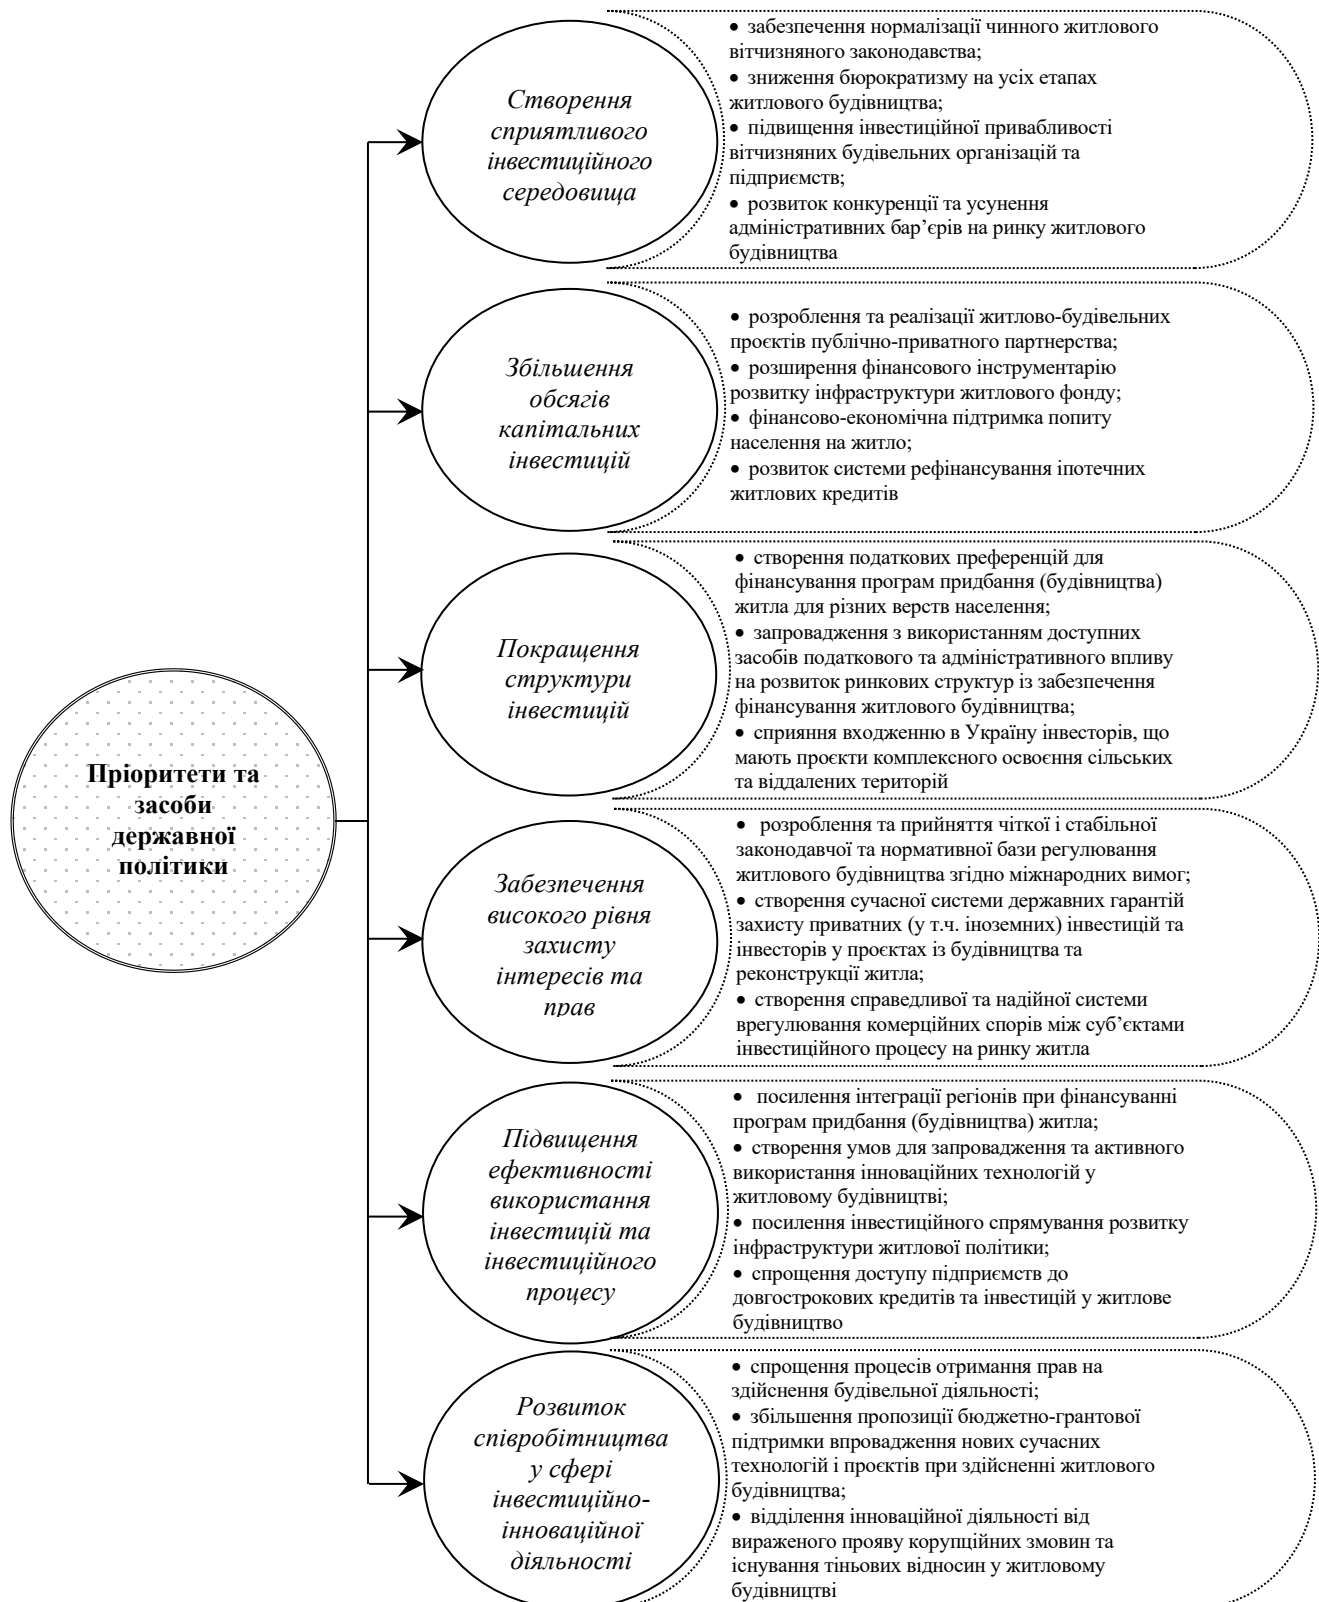 Пріоритети та
засоби
державної
політики
Створення
сприятливого
інвестиційного
середовища
• забезпечення нормалізації чинного житлового
вітчизняного законодавства;
• зниження бюрократизму на усіх етапах
житлового будівництва;
• підвищення інвестиційної привабливості
вітчизняних будівельних організацій та
підприємств;
• розвиток конкуренції та усунення
адміністративних бар’єрів на ринку житлового
будівництва
Збільшення
обсягів
капітальних
інвестицій
• розроблення та реалізації житлово-будівельних
проєктів публічно-приватного партнерства;
• розширення фінансового інструментарію
розвитку інфраструктури житлового фонду;
• фінансово-економічна підтримка попиту
населення на житло;
• розвиток системи рефінансування іпотечних
житлових кредитів
Покращення
структури
інвестицій
• створення податкових преференцій для
фінансування програм придбання (будівництва)
житла для різних верств населення;
• запровадження з використанням доступних
засобів податкового та адміністративного впливу
на розвиток ринкових структур із забезпечення
фінансування житлового будівництва;
• сприяння входженню в Україну інвесторів, що
мають проєкти комплексного освоєння сільських
та віддалених територій
Забезпечення
високого рівня
захисту
інтересів та
прав
• розроблення та прийняття чіткої і стабільної
законодавчої та нормативної бази регулювання
житлового будівництва згідно міжнародних вимог;
• створення сучасної системи державних гарантій
захисту приватних (у т.ч. іноземних) інвестицій та
інвесторів у проєктах із будівництва та
реконструкції житла;
• створення справедливої та надійної системи
врегулювання комерційних спорів між суб’єктами
інвестиційного процесу на ринку житла
Підвищення
ефективності
використання
інвестицій та
інвестиційного
процесу
• посилення інтеграції регіонів при фінансуванні
програм придбання (будівництва) житла;
• створення умов для запровадження та активного
використання інноваційних технологій у
житловому будівництві;
• посилення інвестиційного спрямування розвитку
інфраструктури житлової політики;
• спрощення доступу підприємств до
довгострокових кредитів та інвестицій у житлове
будівництво
Розвиток
співробітництва
у сфері
інвестиційно-
інноваційної
діяльності
• спрощення процесів отримання прав на
здійснення будівельної діяльності;
• збільшення пропозиції бюджетно-грантової
підтримки впровадження нових сучасних
технологій і проєктів при здійсненні житлового
будівництва;
• відділення інноваційної діяльності від
вираженого прояву корупційних змовин та
існування тіньових відносин у житловому
будівництві